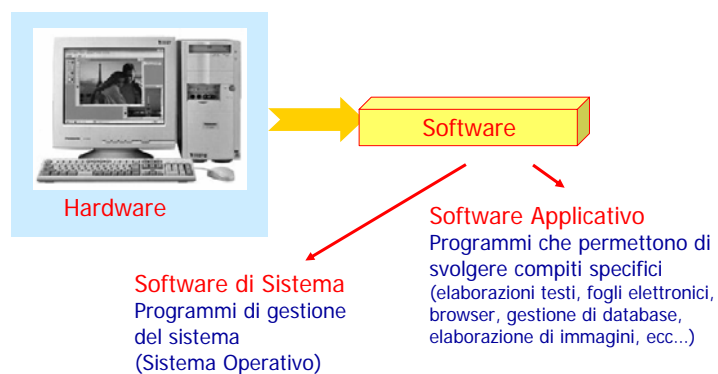 Software
Hardware
Software Applicativo
Programmi che permettono di
svolgere compiti specifici
(elaborazioni testi, fogli elettronici,
browser, gestione di database,
elaborazione di immagini, ecc...)
Software di Sistema
Programmi di gestione
del sistema
(Sistema Operativo)